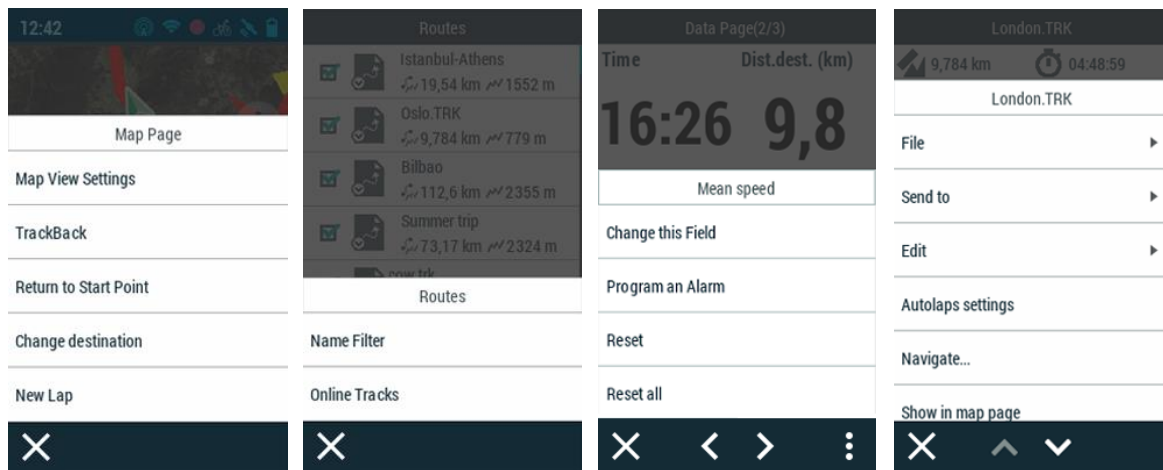 12:42
Map Page
Map View Settings
TrackBack
Return to Start Point
Change destination
New Lap
Routes
Istanbul-Athens
19,54 km 1552 m
Oslo.TRK
9,784 km 779 m
Bilbao
112,6 km 2355 m
Summer trip
73,17 km 2324 m
cow.trk
Routes
Name Filter
Online Tracks
Data Page(2/3)
Time Dist.dest. (km)
16:26 9,8
Mean speed
Change this Field
Program an Alarm
Reset
Reset all
London.TRK
9,784 km 04:48:59
London.TRK
File
Send to
Edit
Autolaps settings
Navigate...
Show in map page